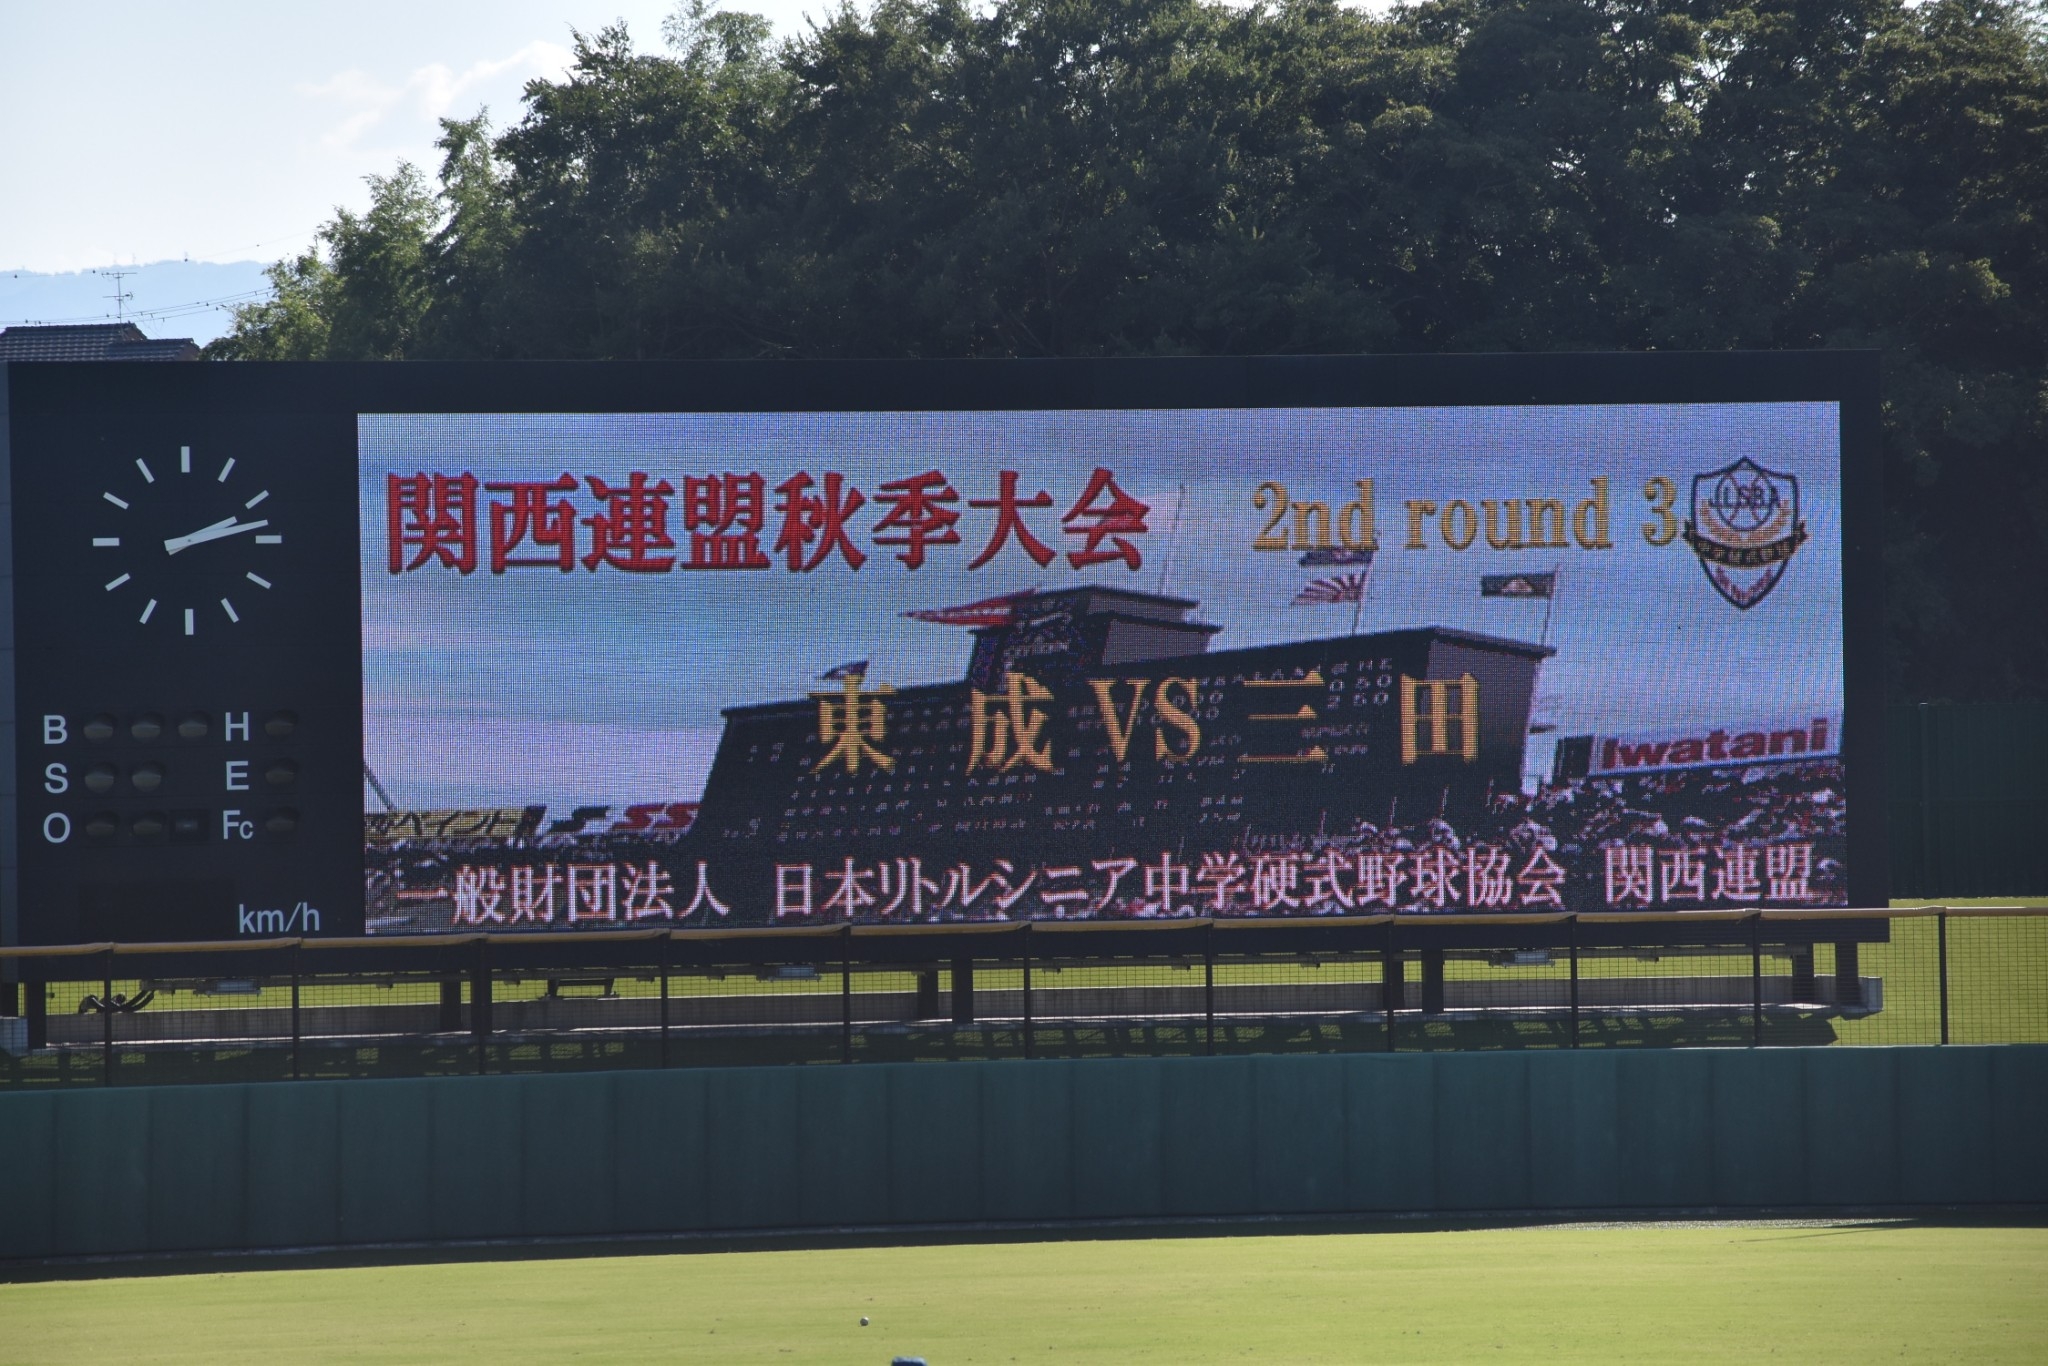 関西連盟秋季大会 2nd round 3
東 成 VS 三 田
Iwatani
一般財団法人 日本リトルシニア中学硬式野球協会 関西連盟
B H
S E
O Fc
km/h